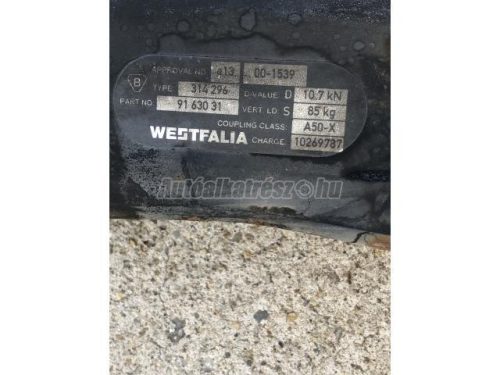 APPROVAL NO. e13 00-1539
TYPE 314 296 D-VALUE D 10.7 kN
PART NO. 91 630 31 VERT. LD. S 85 kg
COUPLING CLASS: A50-X
WESTFALIA CHARGE: 10269787
Autóalkatrész.hu